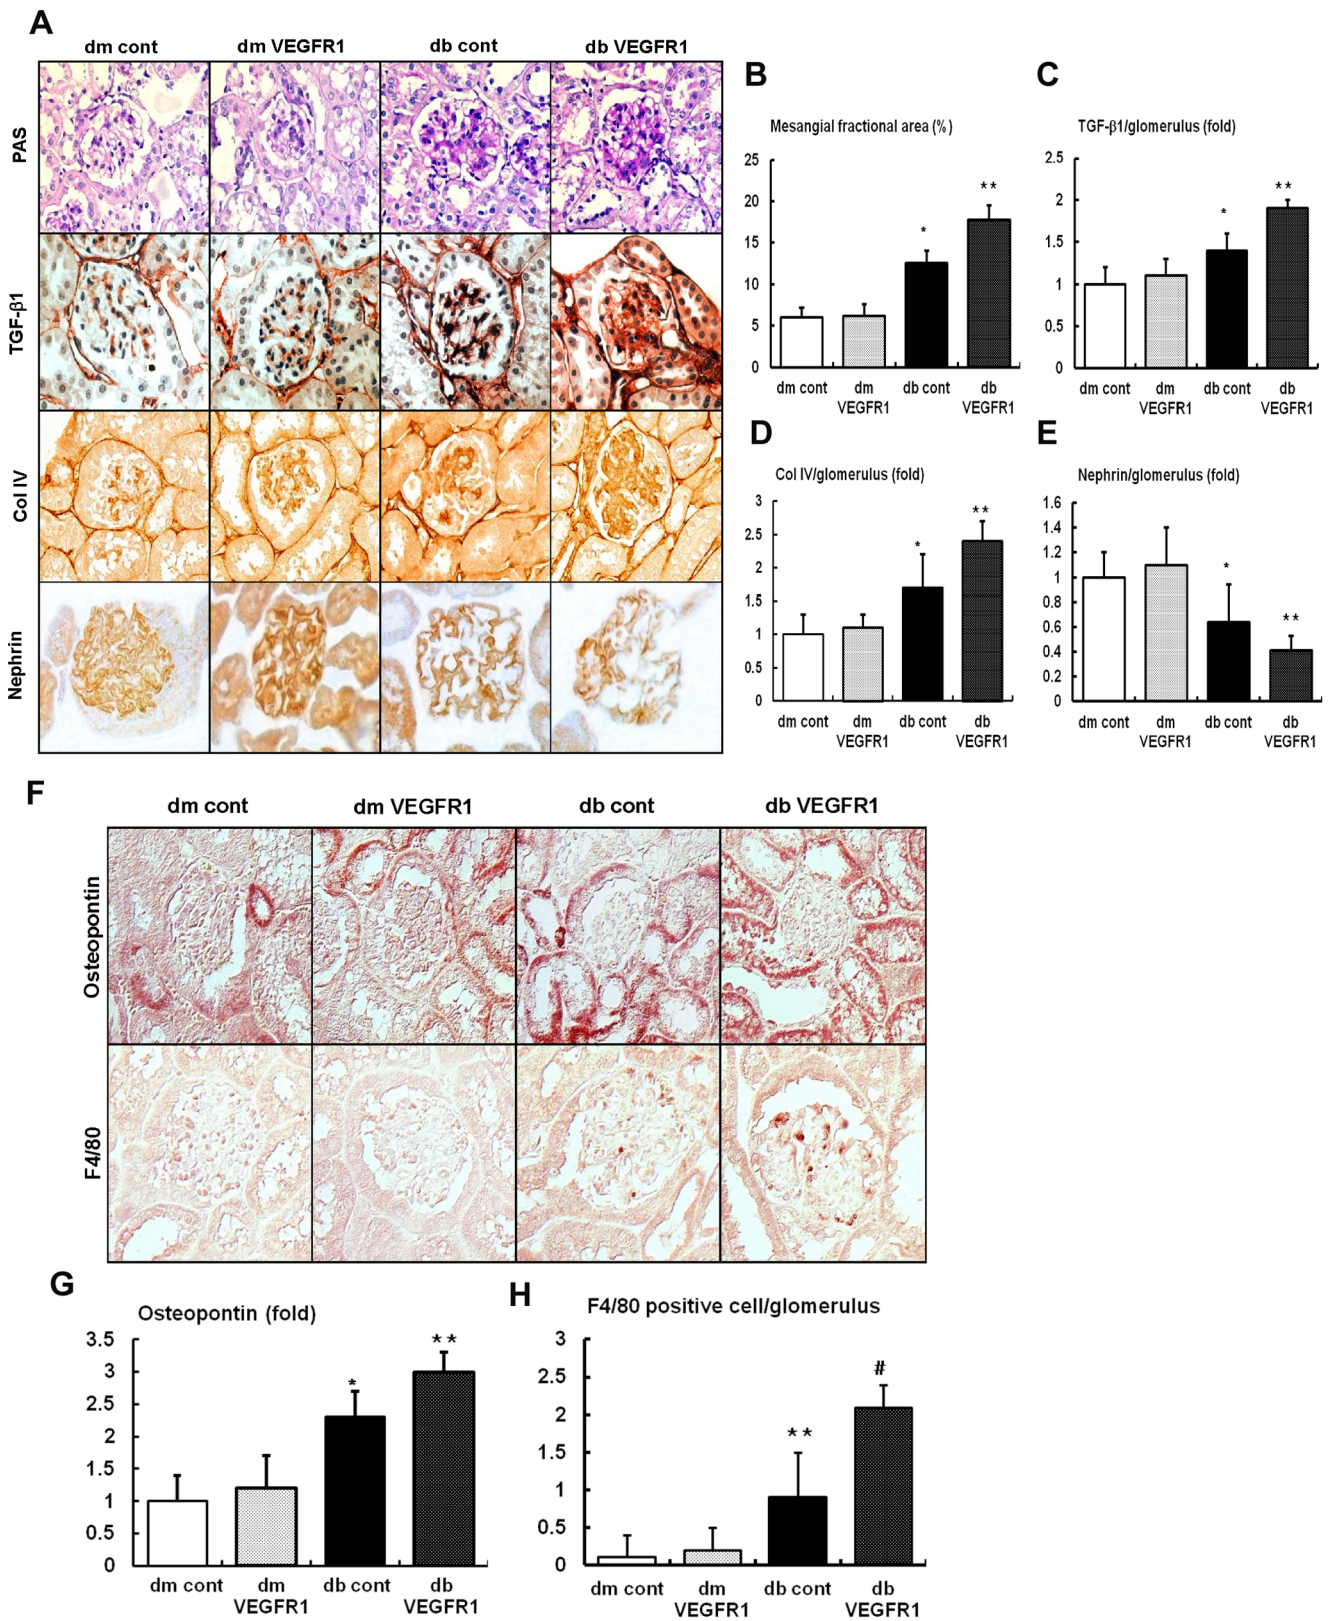 A
dm cont dm VEGFR1 db cont db VEGFR1
PAS
TGF-β1
Col IV
Nephrin
B
Mesangial fractional area (%)
25
20
15
10
5
0
dm cont dm db cont db
VEGFR1 VEGFR1
* **
C
TGF-β1/glomerulus (fold)
2.5
2
1.5
1
0.5
0
dm cont dm db cont db
VEGFR1 VEGFR1
* **
D
Col IV/glomerulus (fold)
3
2.5
2
1.5
1
0.5
0
dm cont dm db cont db
VEGFR1 VEGFR1
* **
E
Nephrin/glomerulus (fold)
1.6
1.4
1.2
1
0.8
0.6
0.4
0.2
0
dm cont dm db cont db
VEGFR1 VEGFR1
* **
F
dm cont dm VEGFR1 db cont db VEGFR1
Osteopontin
F4/80
G
Osteopontin (fold)
3.5
3
2.5
2
1.5
1
0.5
0
dm cont dm db cont db
VEGFR1 VEGFR1
* **
H
F4/80 positive cell/glomerulus
3
2.5
2
1.5
1
0.5
0
dm cont dm db cont db
VEGFR1 VEGFR1
** #